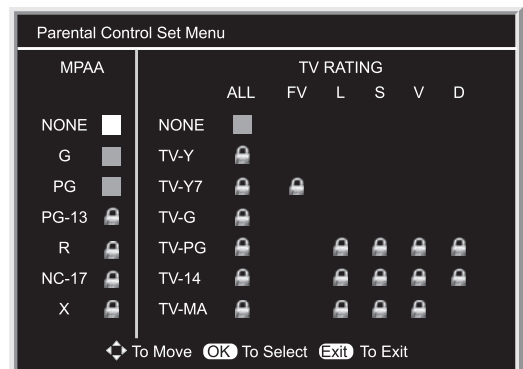 Parental Control Set Menu
MPAA TV RATING
ALL FV L S V D
NONE NONE
G TV-Y
PG TV-Y7
PG-13 TV-G
R TV-PG
NC-17 TV-14
X TV-MA
To Move OK To Select Exit To Exit